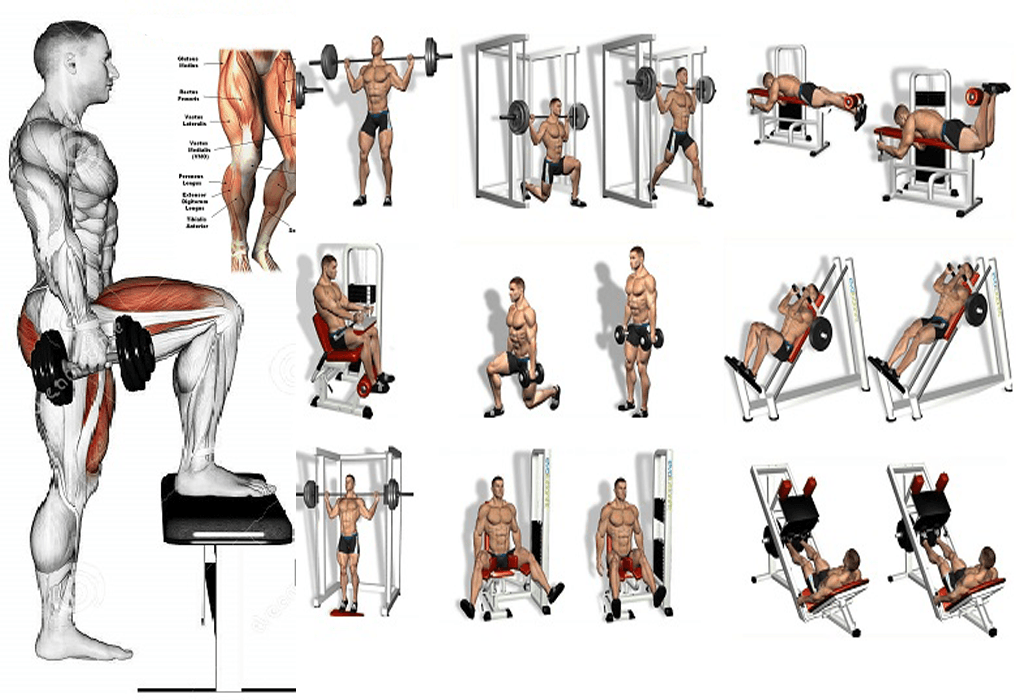 Gluteus
Medius
Rectus
Femoris
Vastus
Lateralis
Vastus
Medialis
(VMO)
Peroneus
Longus
Extensor
Digitorum
Longus
Tibialis
Anterior